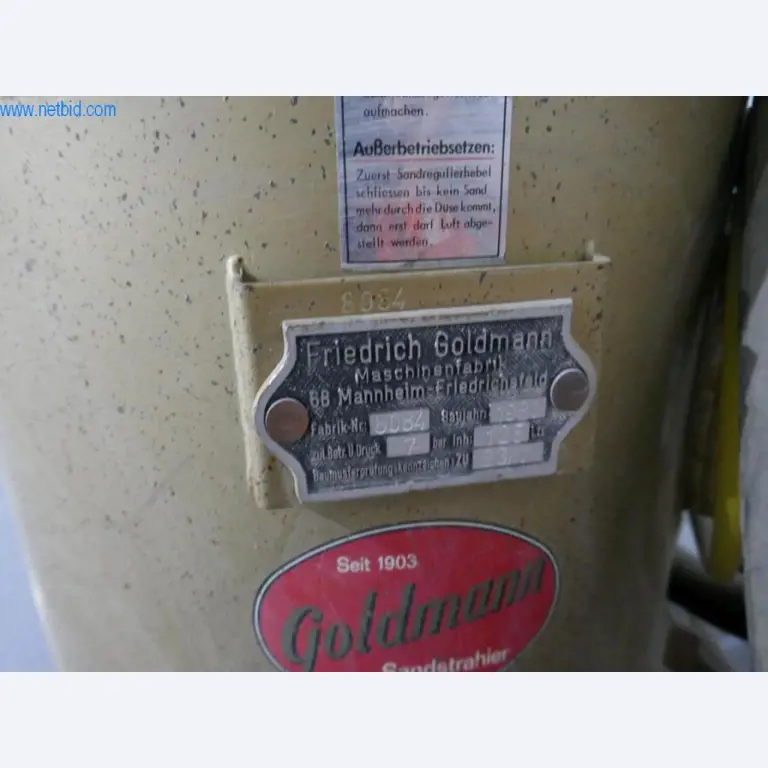 www.netbid.com
aufmachen.
Außerbetriebsetzen:
Zuerst Sandregulierhebel
schliessen bis kein Sand
mehr durch die Düse kommt,
dann erst darf Luft abge-
stellt werden.
8084
Friedrich Goldmann
Maschinenfabrik
68 Mannheim-Friedrichsfeld
Fabrik-Nr: Baujahr:
zul. Betr. Ü Druck 7 bar Inh: Ltr.
Baumusterprüfungskennzeichen: ZU
Seit 1903
Goldmann
Sandstrahler